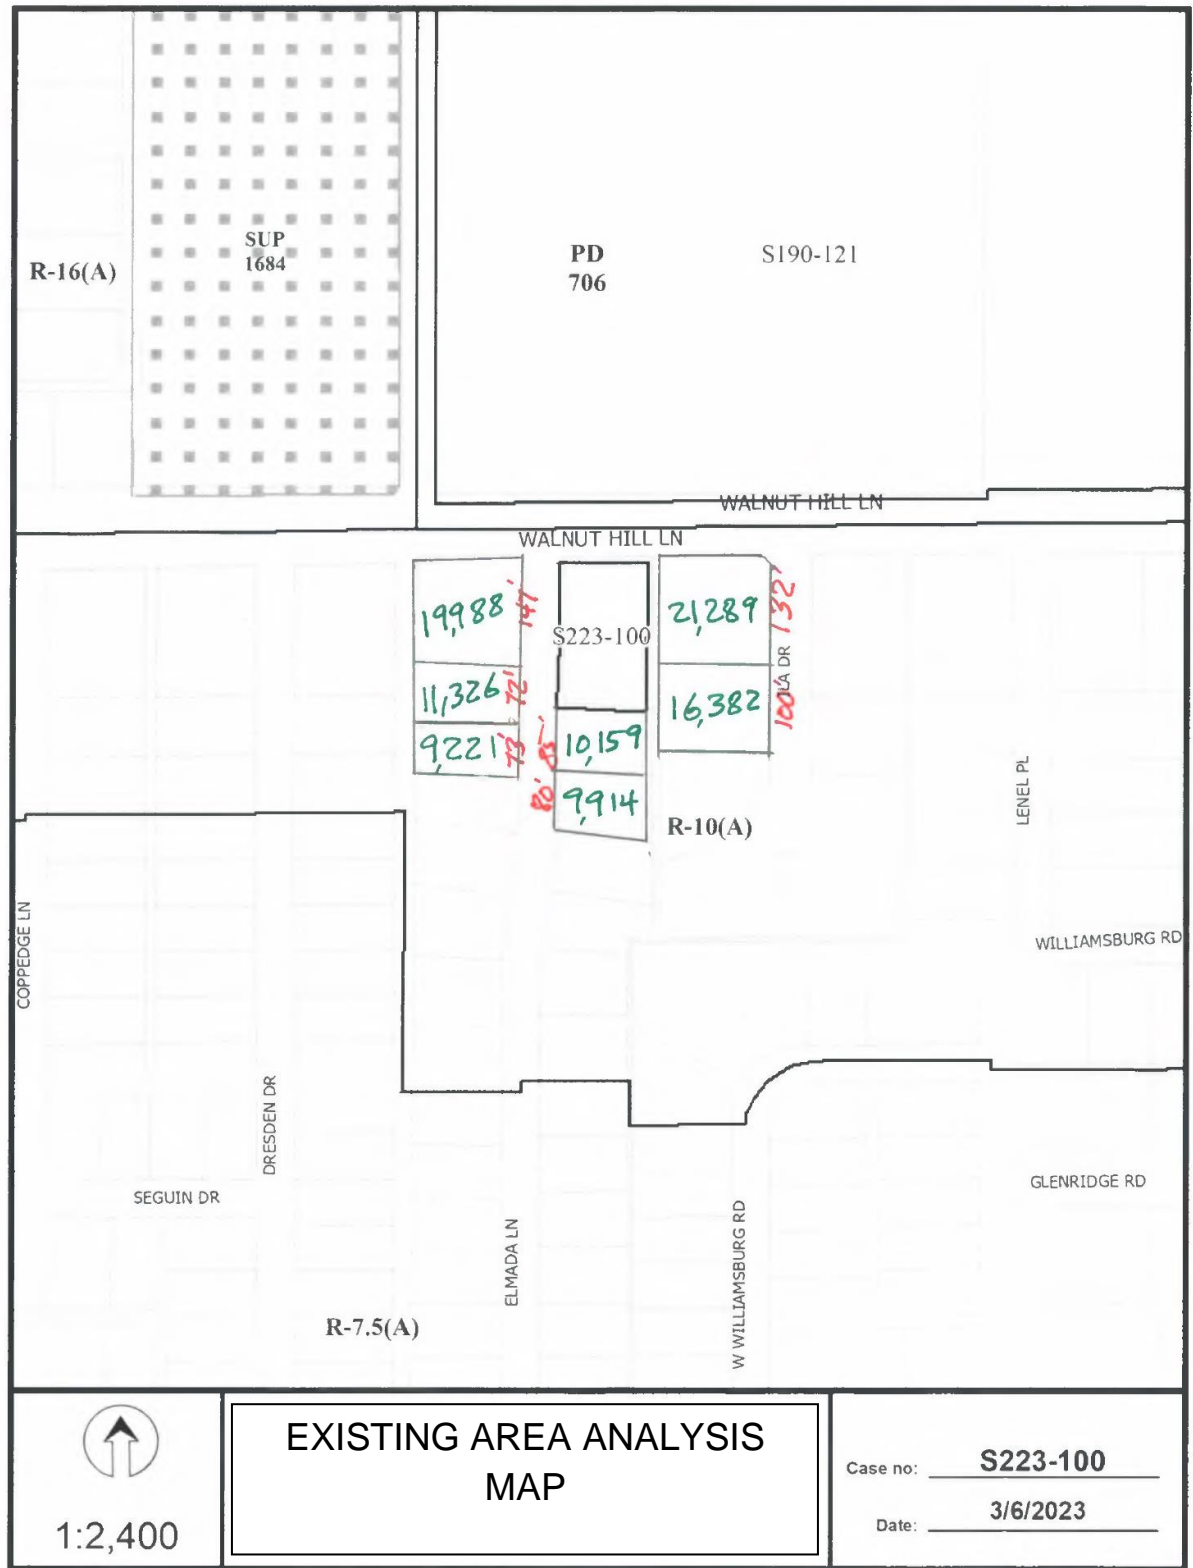 SUP
1684
R-16(A)
PD
706
S190-121
WALNUT HILL LN
WALNUT HILL LN
19,988
147'
S223-100
21,289
132'
LA DR
11,326
72'
16,382
100'
9,221
73'
83'
10,159
80'
9,914
R-10(A)
LENEL PL
COPPEDGE LN
WILLIAMSBURG RD
DRESDEN DR
SEGUIN DR
GLENRIDGE RD
ELMADA LN
W WILLIAMSBURG RD
R-7.5(A)
1:2,400
EXISTING AREA ANALYSIS
MAP
Case no: S223-100
Date: 3/6/2023